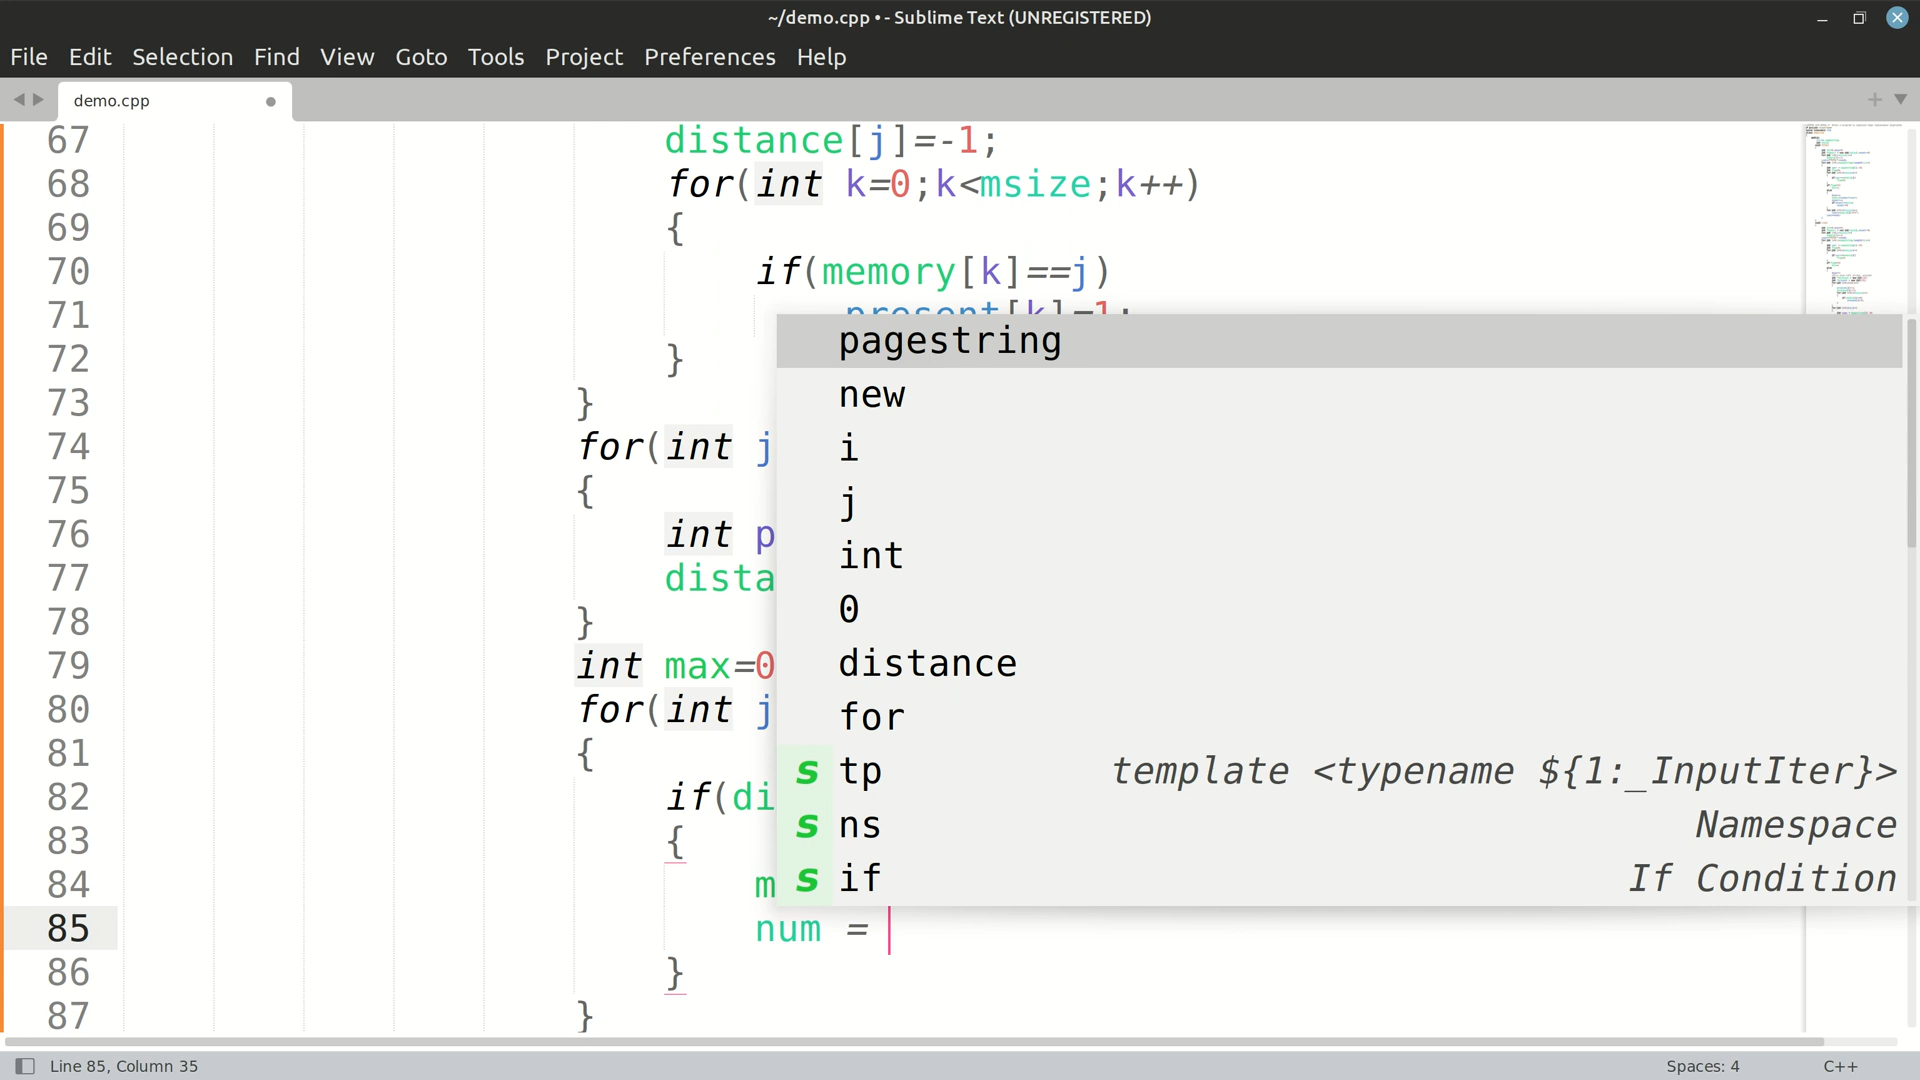 ~/demo.cpp • - Sublime Text (UNREGISTERED)
File Edit Selection Find View Goto Tools Project Preferences Help
demo.cpp
67 distance[j]=-1;
68 for(int k=0;k<msize;k++)
69 {
70 if(memory[k]==j)
71 present[k]=1;
72 }
73 }
74 for(int j
75 {
76 int p
77 dista
78 }
79 int max=0
80 for(int j
81 {
82 if(di
83 {
84 m
85 num =
86 }
87 }
pagestring
new
i
j
int
0
distance
for
s tp template <typename ${1:_InputIter}>
s ns Namespace
s if If Condition
Line 85, Column 35 Spaces: 4 C++